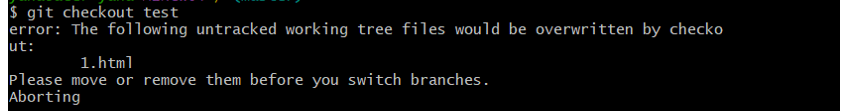 $ git checkout test
error: The following untracked working tree files would be overwritten by checko
ut:
        1.html
Please move or remove them before you switch branches.
Aborting